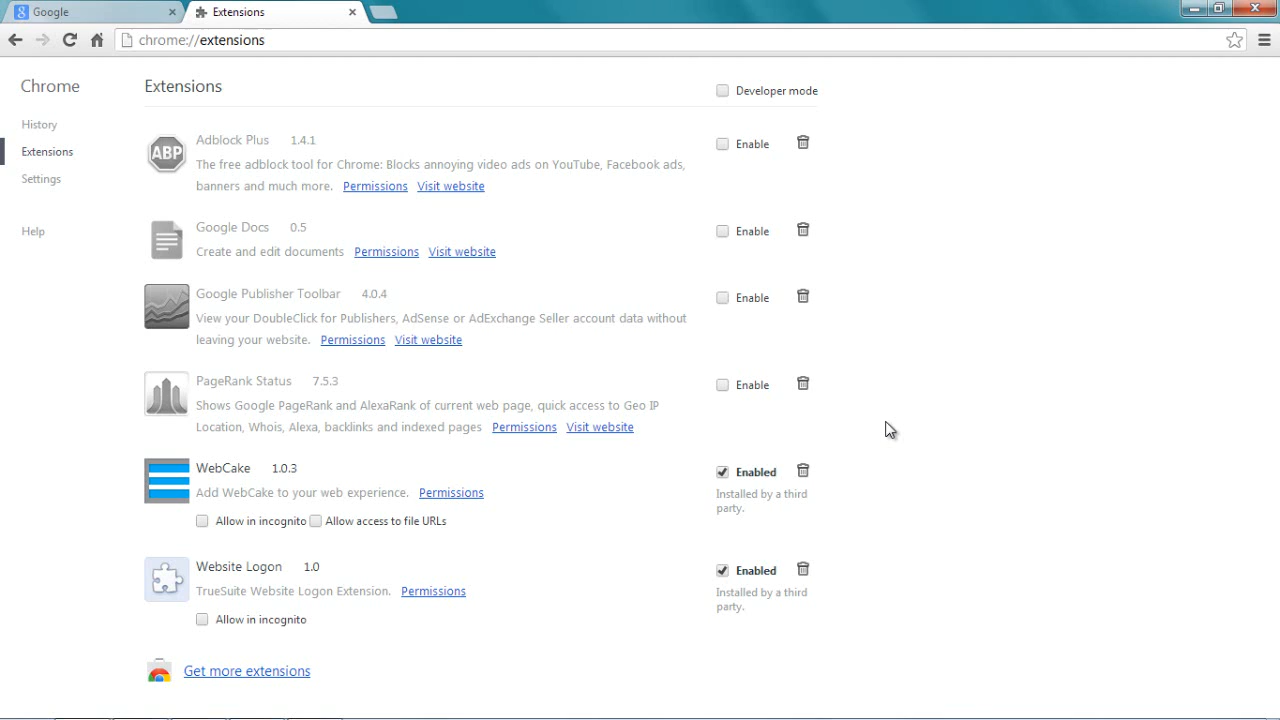 Google
Extensions
chrome://extensions
Chrome
Extensions
Developer mode
History
Extensions
Settings
Help
ABP
Adblock Plus 1.4.1
Enable
The free adblock tool for Chrome: Blocks annoying video ads on YouTube, Facebook ads,
banners and much more. Permissions Visit website
Google Docs 0.5
Enable
Create and edit documents Permissions Visit website
Google Publisher Toolbar 4.0.4
Enable
View your DoubleClick for Publishers, AdSense or AdExchange Seller account data without
leaving your website. Permissions Visit website
PageRank Status 7.5.3
Enable
Shows Google PageRank and AlexaRank of current web page, quick access to Geo IP
Location, Whois, Alexa, backlinks and indexed pages Permissions Visit website
WebCake 1.0.3
Enabled
Add WebCake to your web experience. Permissions
Installed by a third
party.
Allow in incognito Allow access to file URLs
Website Logon 1.0
Enabled
TrueSuite Website Logon Extension. Permissions
Installed by a third
party.
Allow in incognito
Get more extensions